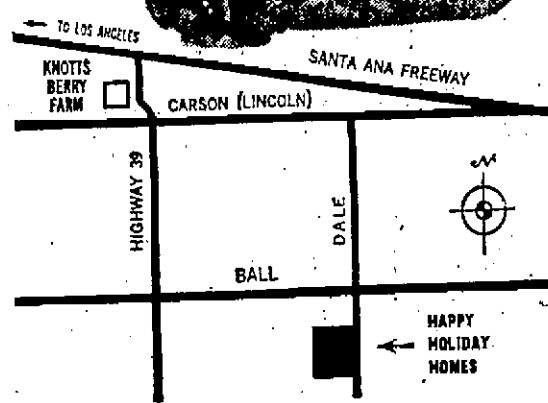 ← TO LOS ANGELES
SANTA ANA FREEWAY
KNOTTS
BERRY
FARM
CARSON (LINCOLN)
HIGHWAY 39
DALE
N
BALL
HAPPY
HOLIDAY
HOMES